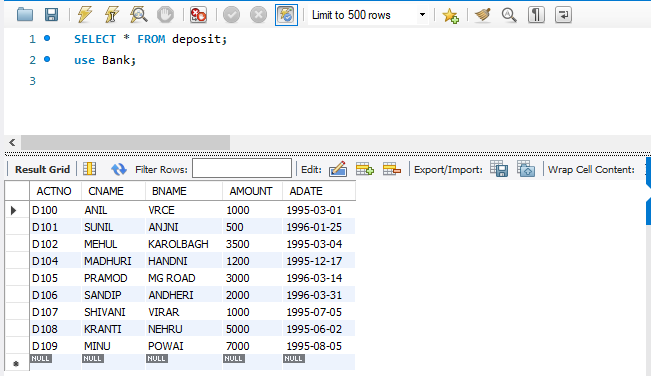 Limit to 500 rows
1 SELECT * FROM deposit;
2 use Bank;
3
Result Grid Filter Rows: Edit: Export/Import: Wrap Cell Content:
ACTNO CNAME BNAME AMOUNT ADATE
D100 ANIL VRCE 1000 1995-03-01
D101 SUNIL ANJNI 500 1996-01-25
D102 MEHUL KAROLBAGH 3500 1995-03-04
D104 MADHURI HANDNI 1200 1995-12-17
D105 PRAMOD MG ROAD 3000 1996-03-14
D106 SANDIP ANDHERI 2000 1996-03-31
D107 SHIVANI VIRAR 1000 1995-07-05
D108 KRANTI NEHRU 5000 1995-06-02
D109 MINU POWAI 7000 1995-08-05
NULL NULL NULL NULL NULL